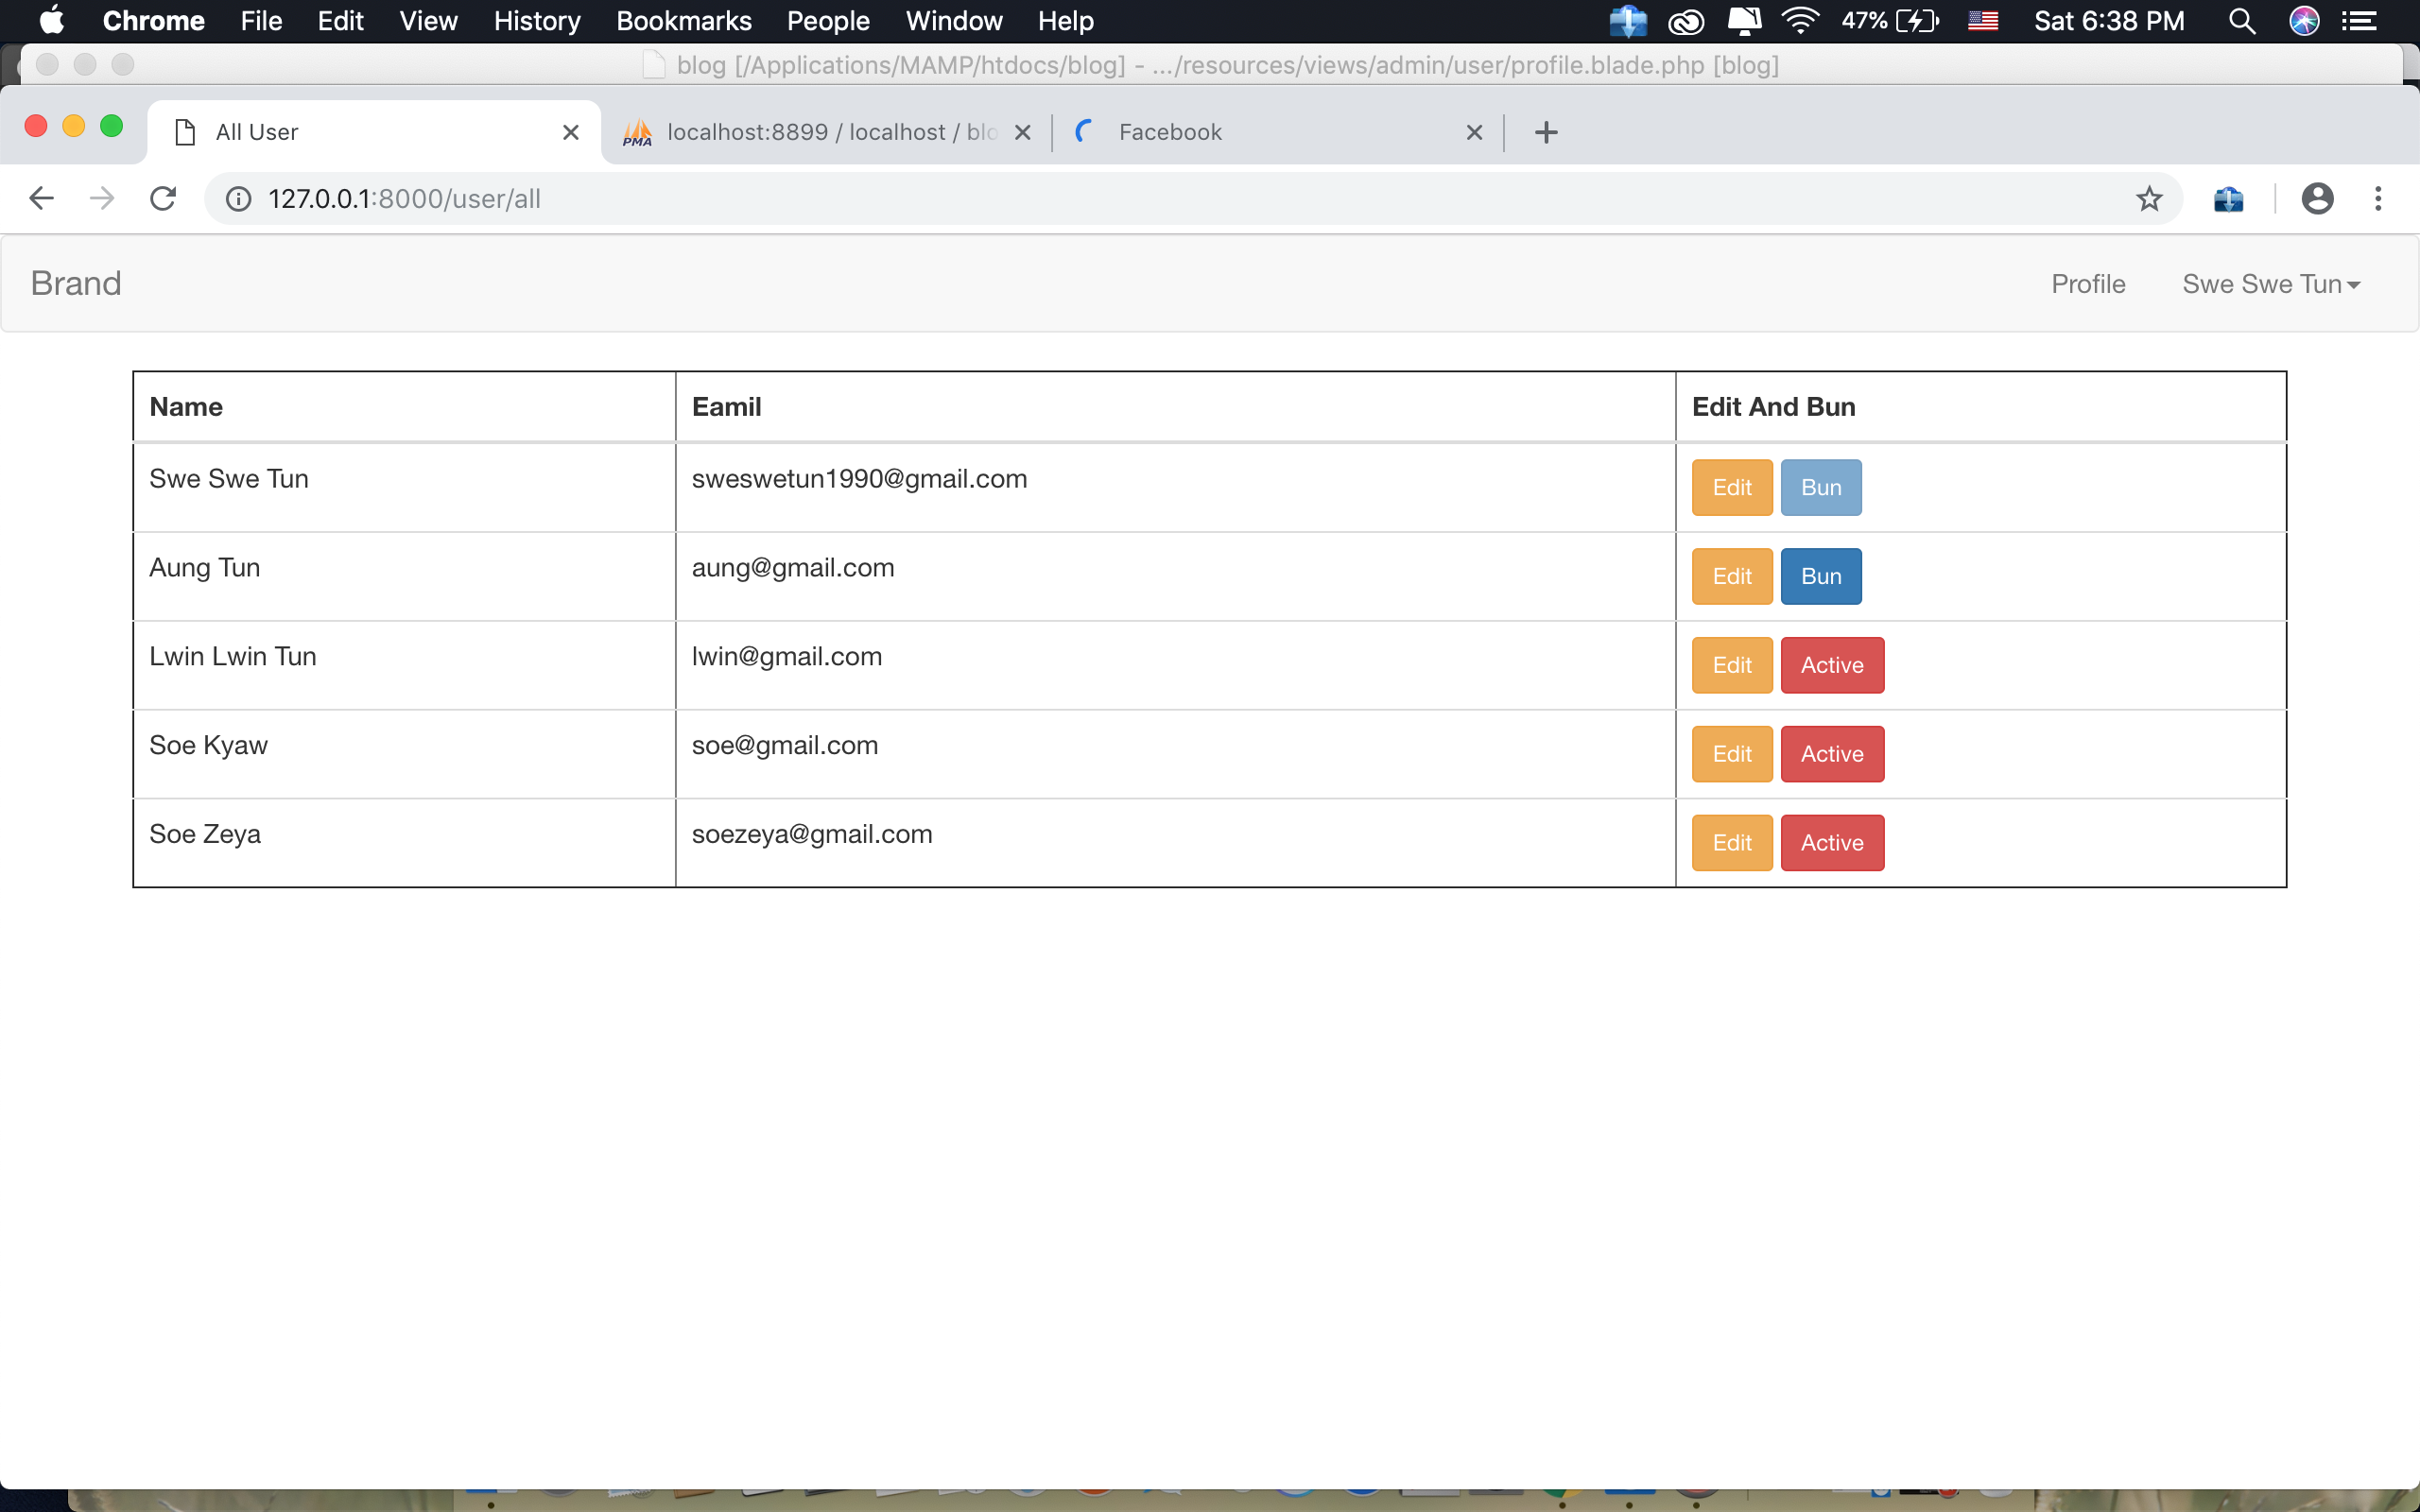 Chrome File Edit View History Bookmarks People Window Help 47% Sat 6:38 PM
blog [/Applications/MAMP/htdocs/blog] - .../resources/views/admin/user/profile.blade.php [blog]
All User PMA localhost:8899 / localhost / blo Facebook
127.0.0.1:8000/user/all
Brand Profile Swe Swe Tun
Name Eamil Edit And Bun
Swe Swe Tun sweswetun1990@gmail.com Edit Bun
Aung Tun aung@gmail.com Edit Bun
Lwin Lwin Tun lwin@gmail.com Edit Active
Soe Kyaw soe@gmail.com Edit Active
Soe Zeya soezeya@gmail.com Edit Active